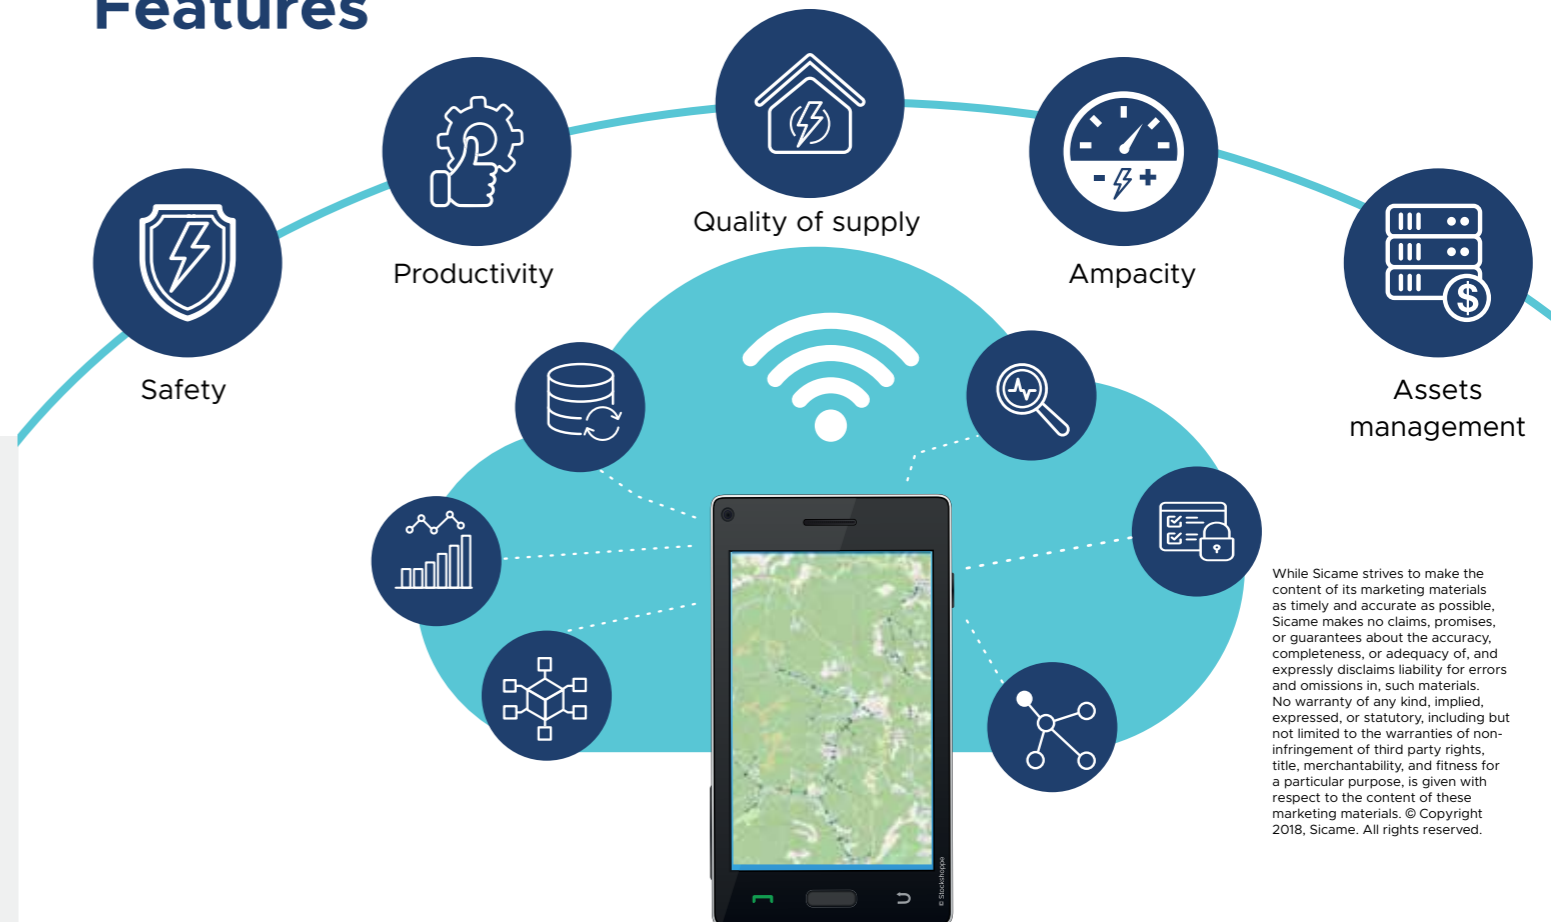 Features
Quality of supply
Productivity
Ampacity
Safety
Assets
management
While Sicame strives to make the
content of its marketing materials
as timely and accurate as possible,
Sicame makes no claims, promises,
or guarantees about the accuracy,
completeness, or adequacy of, and
expressly disclaims liability for errors
and omissions in, such materials.
No warranty of any kind, implied,
expressed, or statutory, including but
not limited to the warranties of non-
infringement of third party rights,
title, merchantability, and fitness for
a particular purpose, is given with
respect to the content of these
marketing materials. © Copyright
2018, Sicame. All rights reserved.
© Stockshoppe